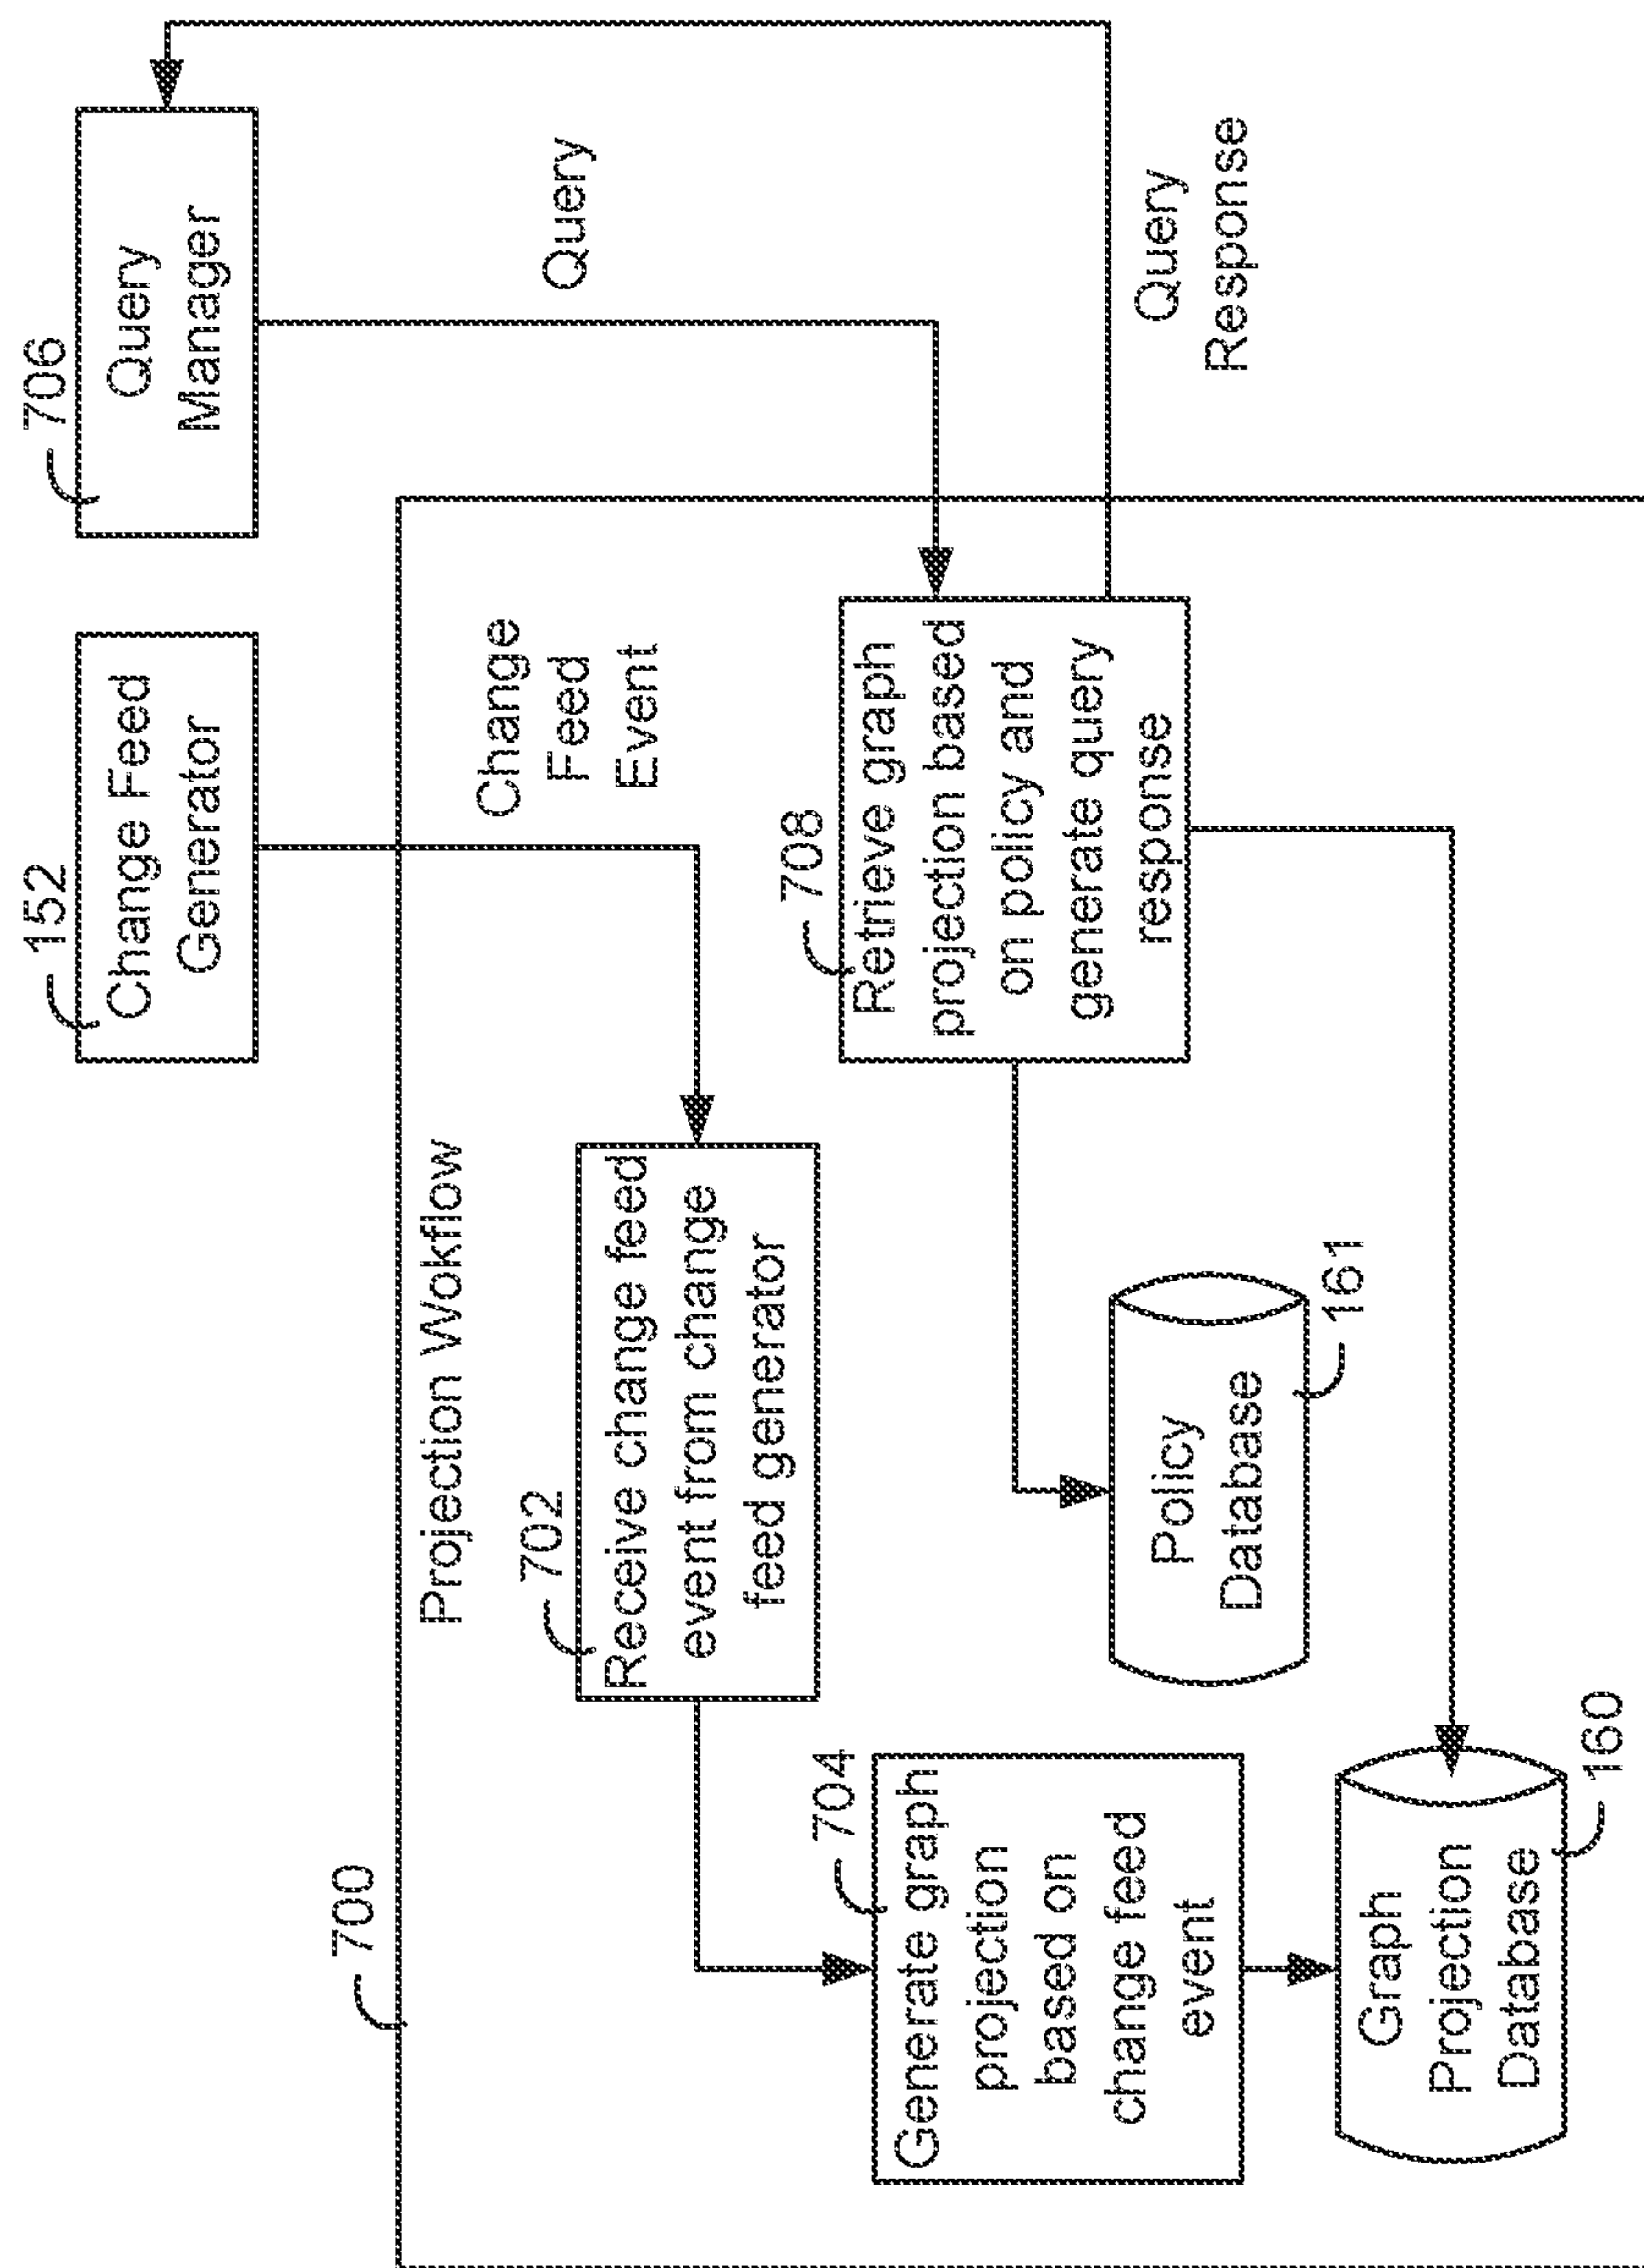 152
Change Feed
Generator
706
Query
Manager
700
Projection Wokflow
Change
Feed
Event
Query
702
Receive change feed
event from change
feed generator
704
Generate graph
projection
based on
change feed
event
708
Retrieve graph
projection based
on policy and
generate query
response
Query
Response
Policy
Database
161
Graph
Projection
Database
160